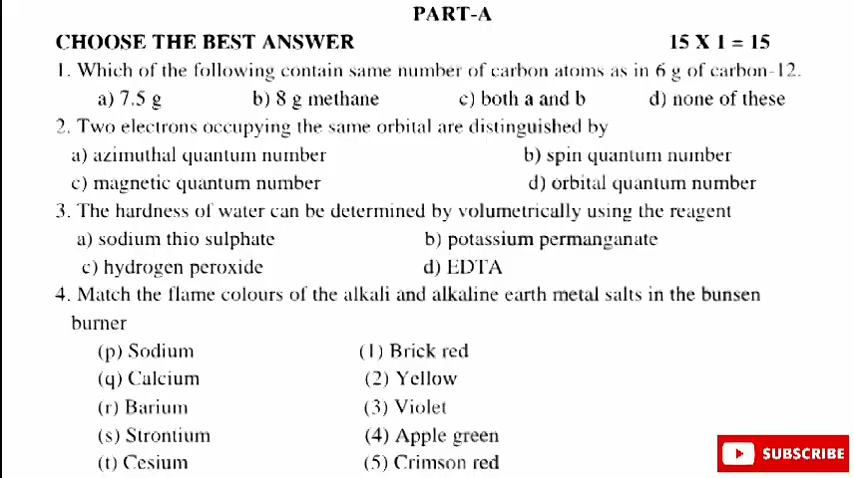 PART-A
CHOOSE THE BEST ANSWER 15 X 1 = 15
1. Which of the following contain same number of carbon atoms as in 6 g of carbon-12.
a) 7.5 g b) 8 g methane c) both a and b d) none of these
2. Two electrons occupying the same orbital are distinguished by
a) azimuthal quantum number b) spin quantum number
c) magnetic quantum number d) orbital quantum number
3. The hardness of water can be determined by volumetrically using the reagent
a) sodium thio sulphate b) potassium permanganate
c) hydrogen peroxide d) EDTA
4. Match the flame colours of the alkali and alkaline earth metal salts in the bunsen
burner
(p) Sodium (1) Brick red
(q) Calcium (2) Yellow
(r) Barium (3) Violet
(s) Strontium (4) Apple green
(t) Cesium (5) Crimson red
SUBSCRIBE